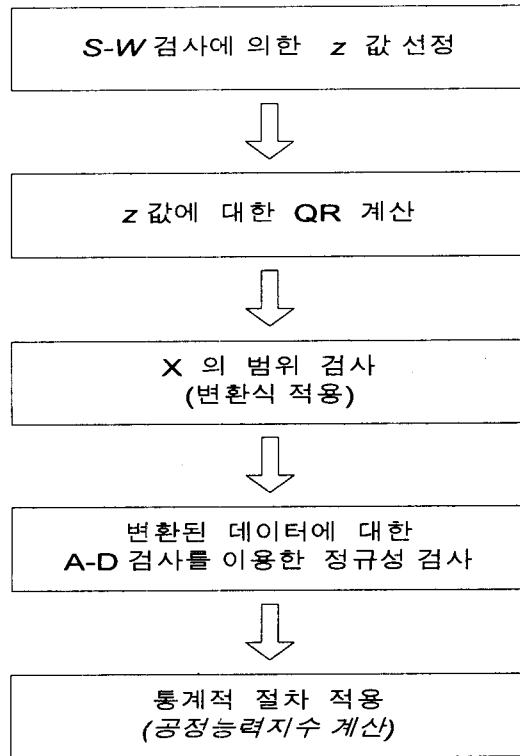 S-W 검사에 의한 z 값 선정
z 값에 대한 QR 계산
X 의 범위 검사
(변환식 적용)
변환된 데이터에 대한
A-D 검사를 이용한 정규성 검사
통계적 절차 적용
(공정능력지수 계산)